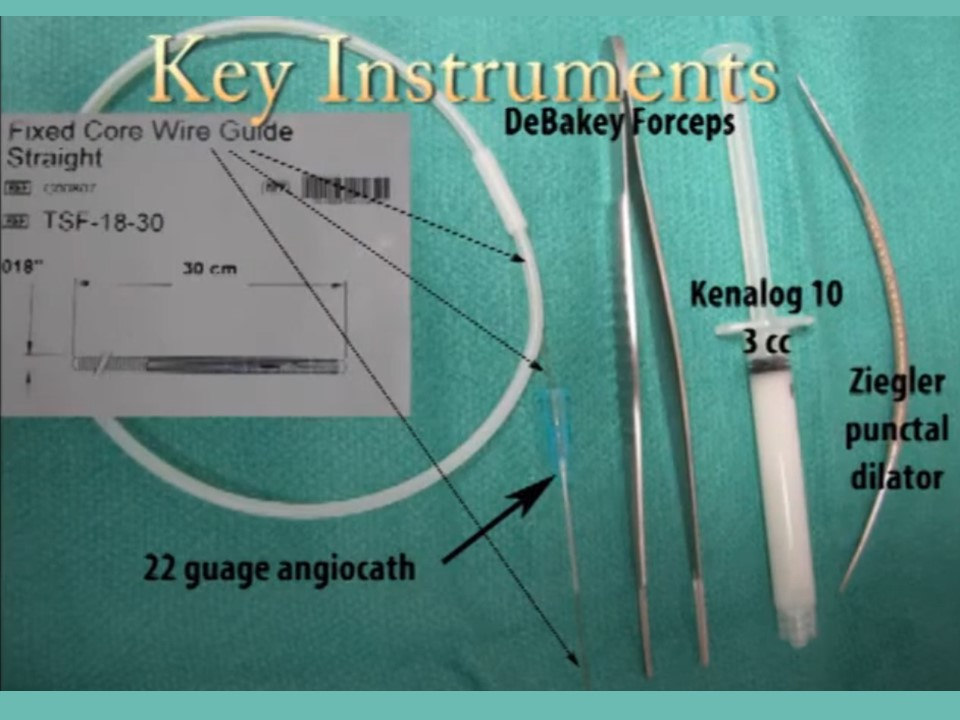 Key Instruments
DeBakey Forceps
Fixed Core Wire Guide
Straight
REF
TSF-18-30
018"
30 cm
Kenalog 10
3 cc
Ziegler
punctal
dilator
22 guage angiocath